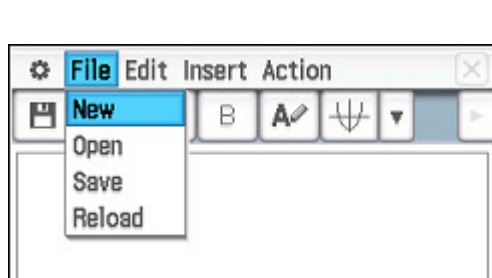 File Edit Insert Action
New
B A
Open
Save
Reload